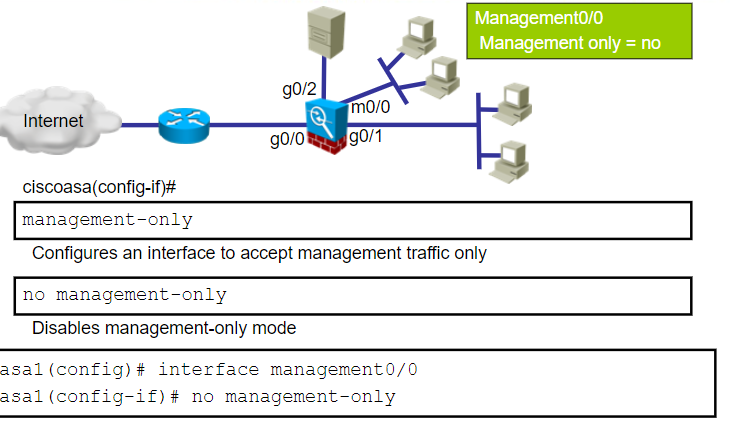 Management0/0
Management only = no
g0/2
m0/0
Internet
g0/0
g0/1
ciscoasa(config-if)#
management-only
Configures an interface to accept management traffic only
no management-only
Disables management-only mode
asa1(config)# interface management0/0
asa1(config-if)# no management-only